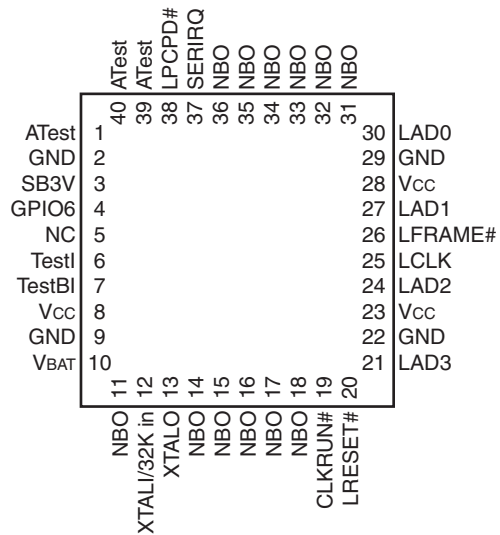 40 ATest
39 ATest
38 LPCPD#
37 SERIRQ
36 NBO
35 NBO
34 NBO
33 NBO
32 NBO
31 NBO
ATest 1
GND 2
SB3V 3
GPIO6 4
NC 5
TestI 6
TestBI 7
VCC 8
GND 9
VBAT 10
30 LAD0
29 GND
28 VCC
27 LAD1
26 LFRAME#
25 LCLK
24 LAD2
23 VCC
22 GND
21 LAD3
NBO 11
XTALI/32K in 12
XTALO 13
NBO 14
NBO 15
NBO 16
NBO 17
NBO 18
CLKRUN# 19
LRESET# 20